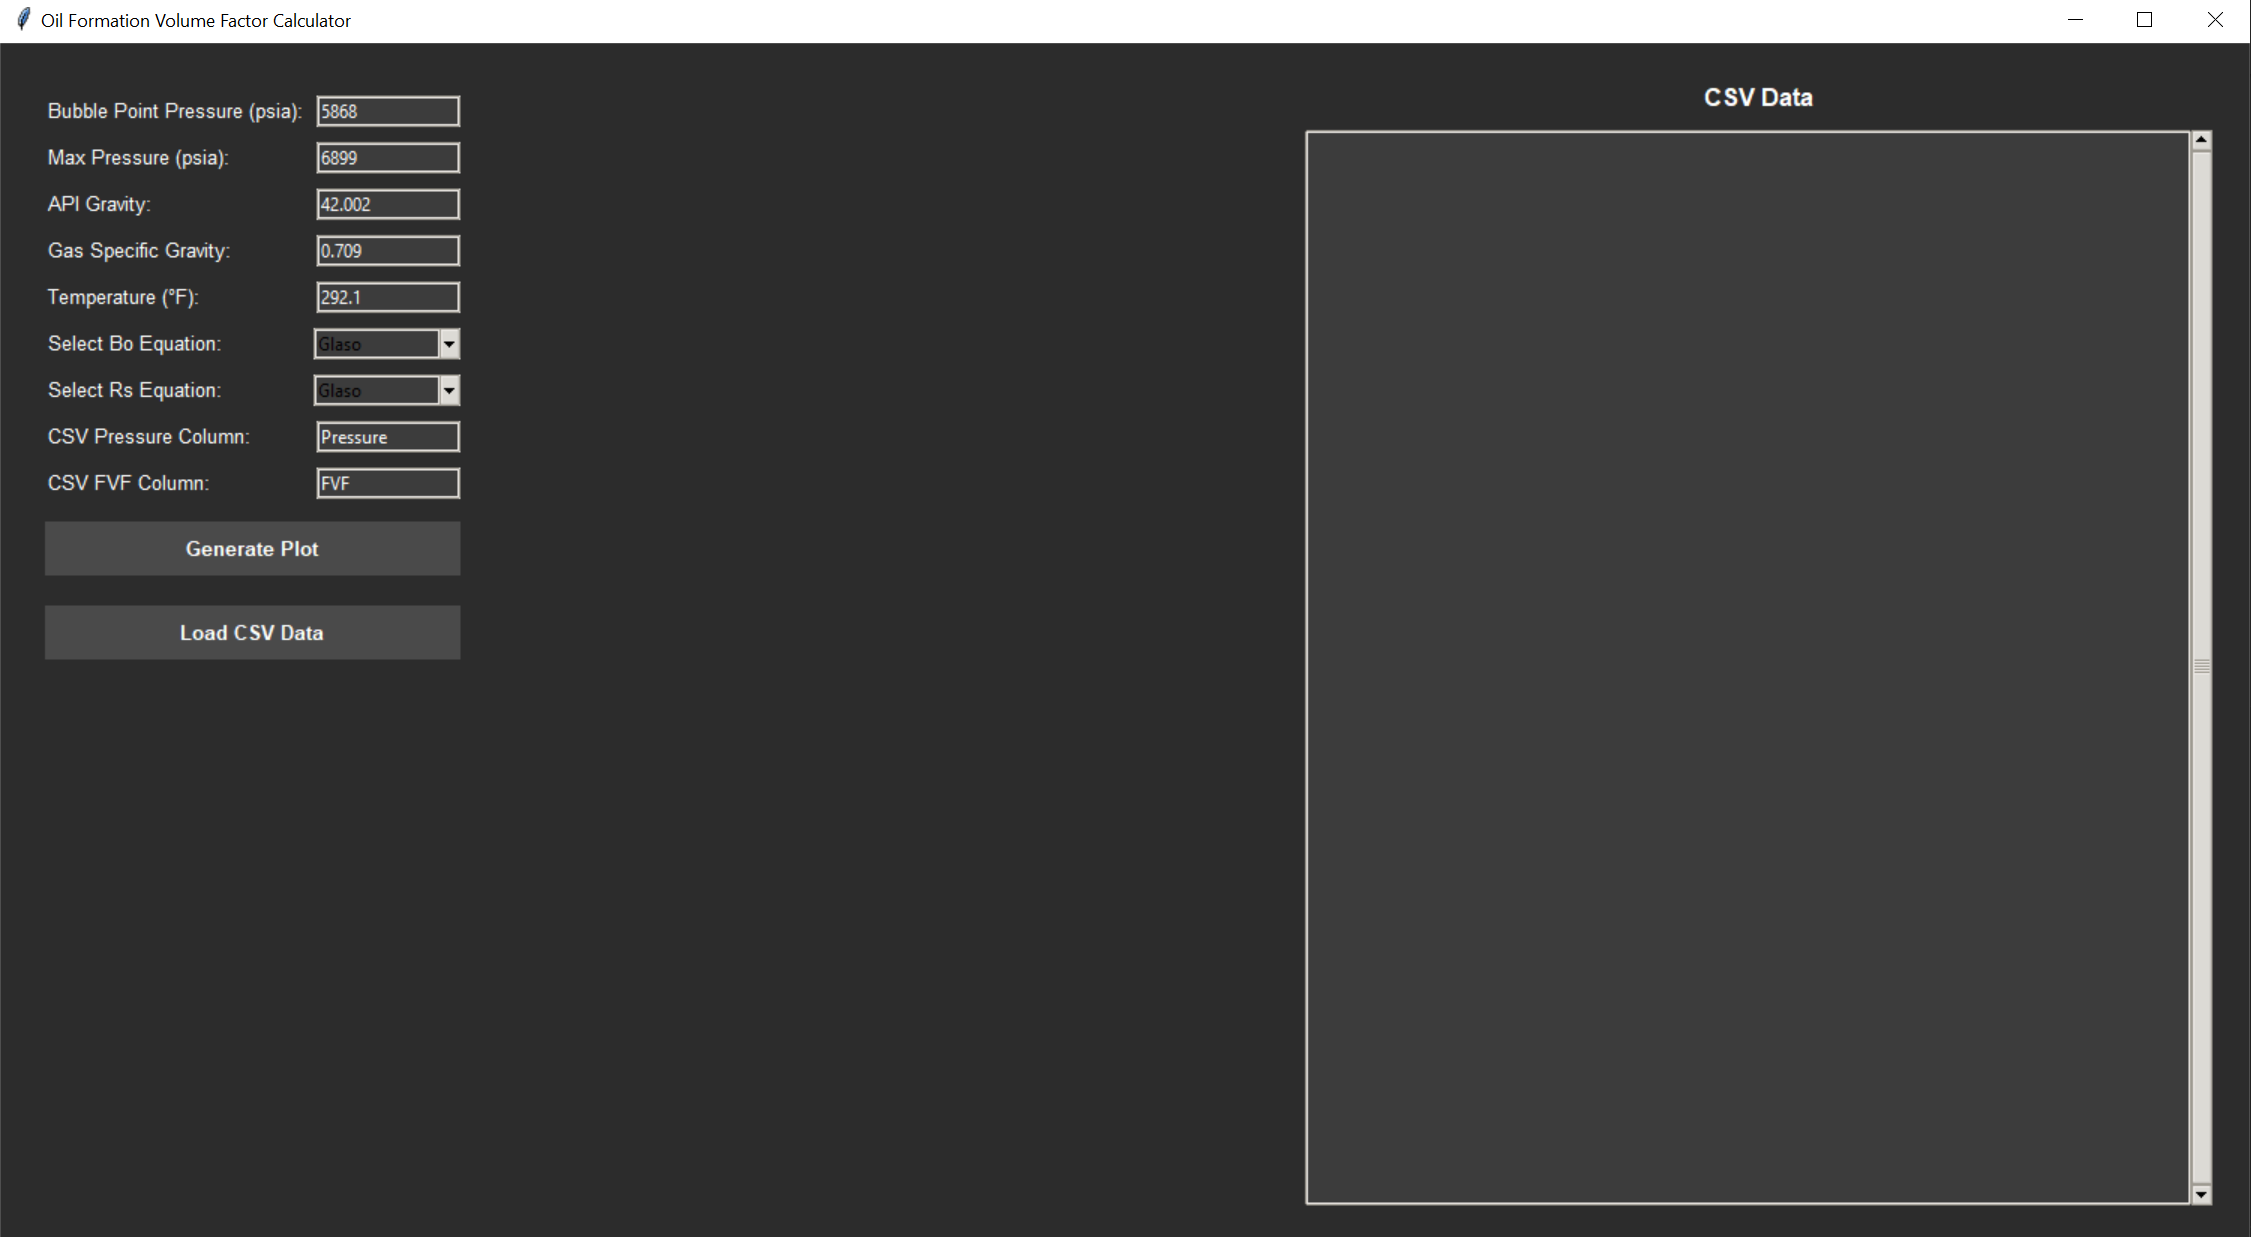 Oil Formation Volume Factor Calculator
Bubble Point Pressure (psia): 5868
Max Pressure (psia): 6899
API Gravity: 42.002
Gas Specific Gravity: 0.709
Temperature (°F): 292.1
Select Bo Equation: Glaso
Select Rs Equation: Glaso
CSV Pressure Column: Pressure
CSV FVF Column: FVF
Generate Plot
Load CSV Data
CSV Data